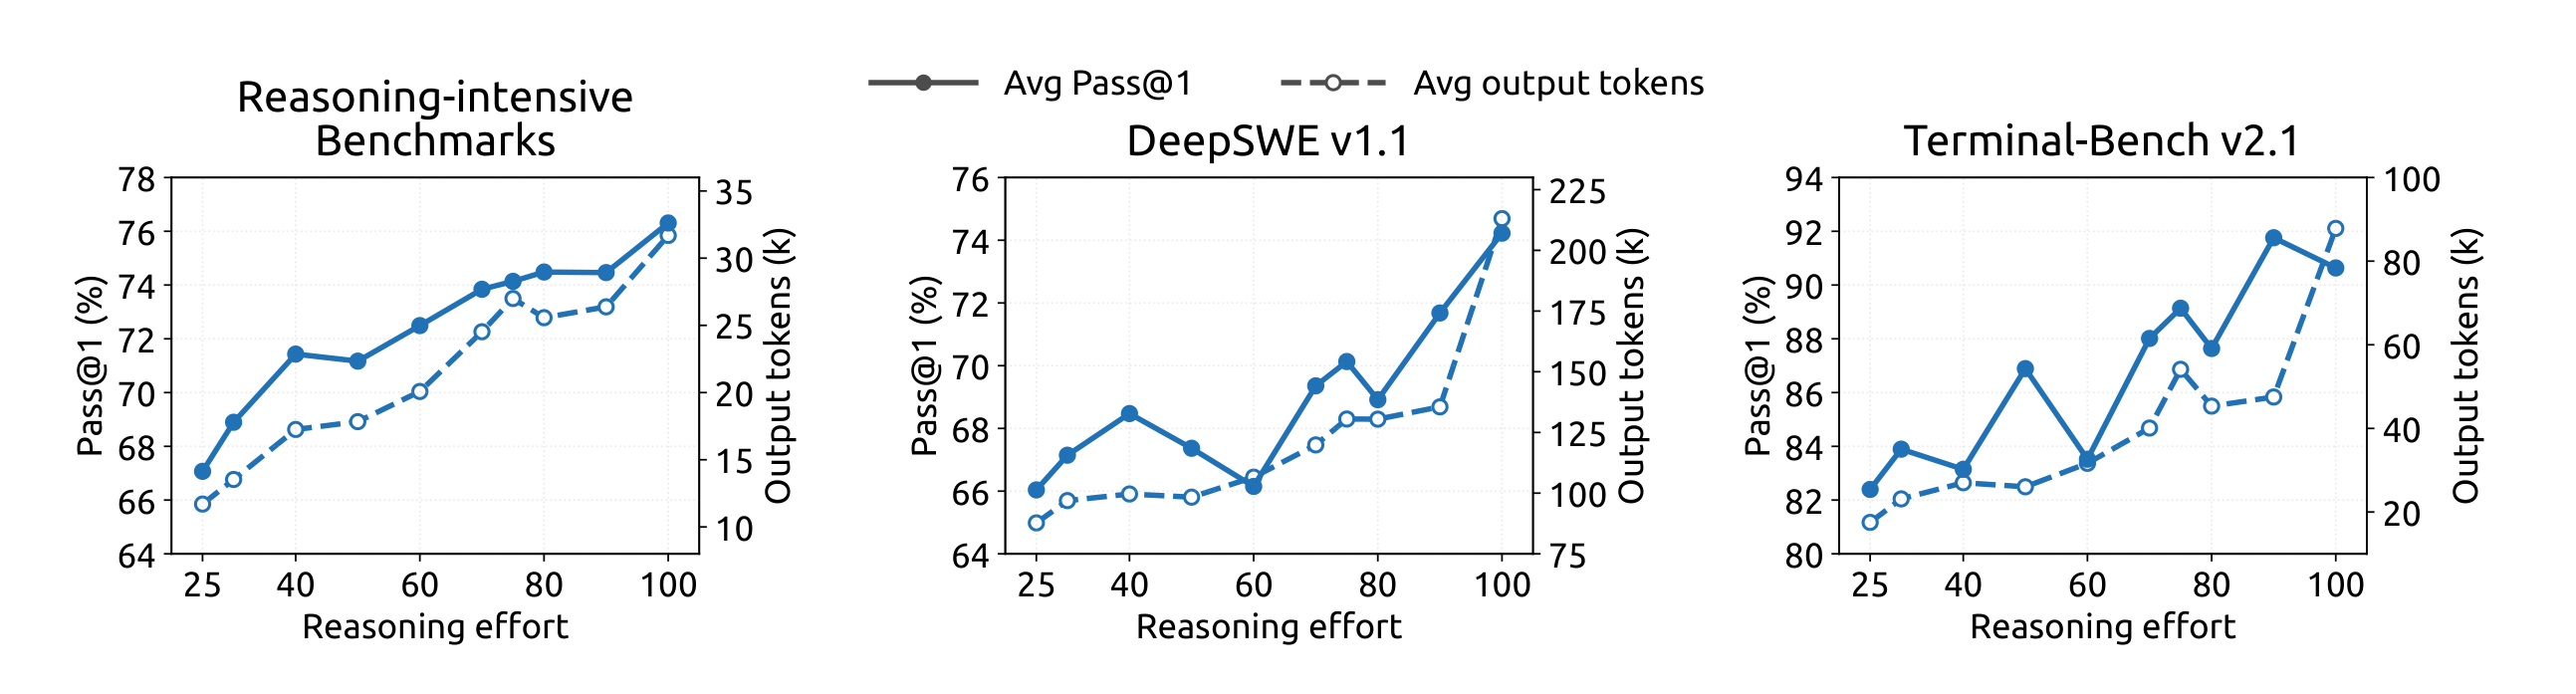 Avg Pass@1
Avg output tokens
Reasoning-intensive
Benchmarks
78
76
74
72
70
68
66
64
Pass@1 (%)
35
30
25
20
15
10
Output tokens (k)
25 40 60 80 100
Reasoning effort
DeepSWE v1.1
76
74
72
70
68
66
64
Pass@1 (%)
225
200
175
150
125
100
75
Output tokens (k)
25 40 60 80 100
Reasoning effort
Terminal-Bench v2.1
94
92
90
88
86
84
82
80
Pass@1 (%)
100
80
60
40
20
Output tokens (k)
25 40 60 80 100
Reasoning effort